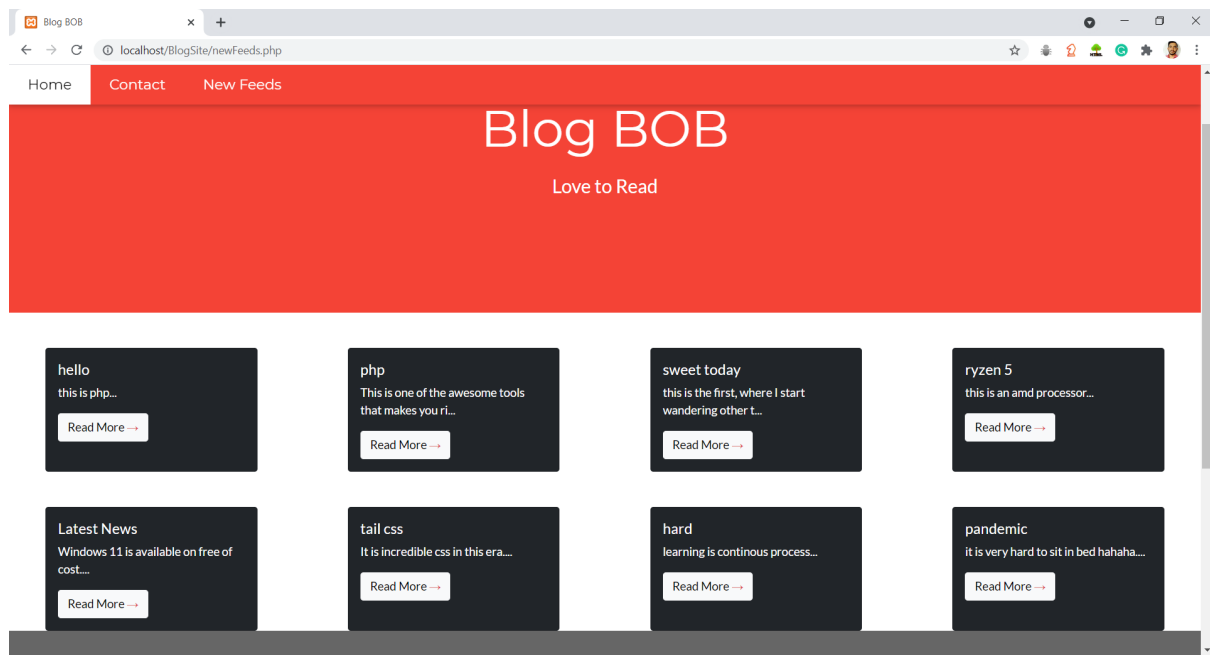 Blog BOB
localhost/BlogSite/newFeeds.php
Home Contact New Feeds
Blog BOB
Love to Read
hello
this is php...
Read More→
php
This is one of the awesome tools
that makes you ri...
Read More→
sweet today
this is the first, where I start
wandering other t...
Read More→
ryzen 5
this is an amd processor...
Read More→
Latest News
Windows 11 is available on free of
cost....
Read More→
tail css
It is incredible css in this era....
Read More→
hard
learning is continous process...
Read More→
pandemic
it is very hard to sit in bed hahaha....
Read More→